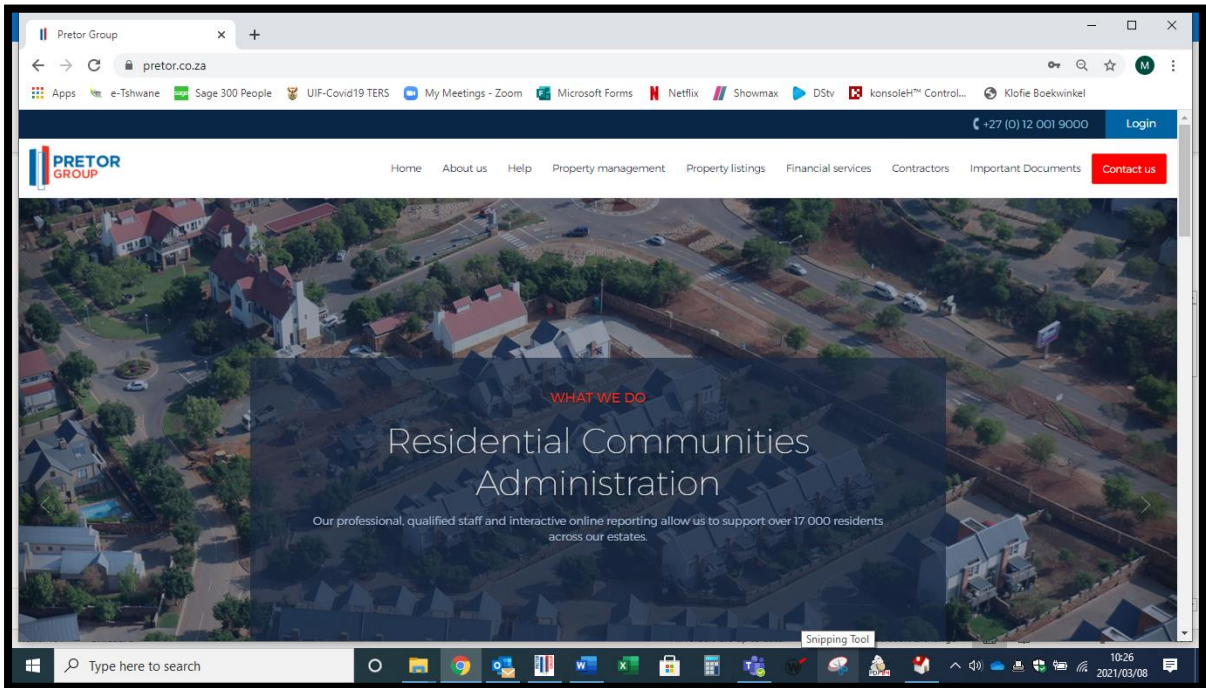 Pretor Group
pretor.co.za
M
Apps e-Tshwane sage Sage 300 People UIF-Covid19 TERS My Meetings - Zoom Microsoft Forms Netflix Showmax DStv konsoleH™ Control... Klofie Boekwinkel
+27 (0) 12 001 9000 Login
PRETOR
GROUP
Home About us Help Property management Property listings Financial services Contractors Important Documents Contact us
WHAT WE DO
Residential Communities
Administration
Our professional, qualified staff and interactive online reporting allow us to support over 17 000 residents
across our estates.
Snipping Tool
Type here to search
10:26
2021/03/08